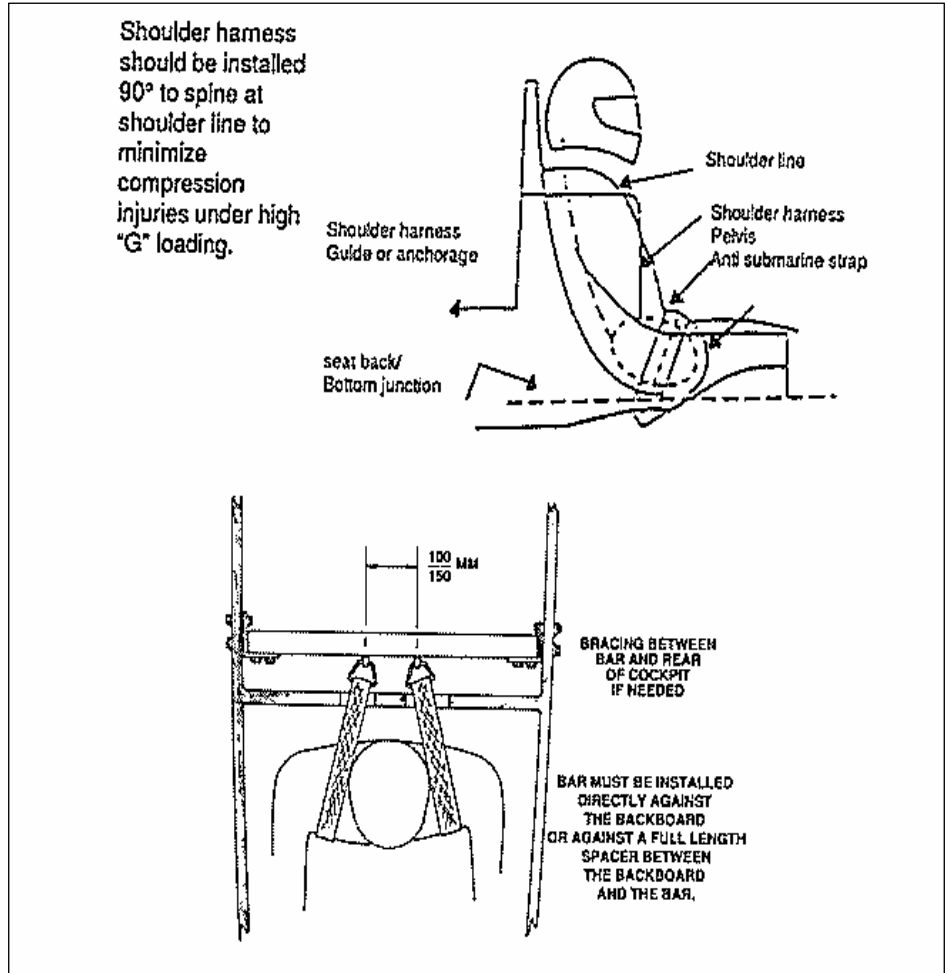 Shoulder harness
should be installed
90° to spine at
shoulder line to
minimize
compression
injuries under high
"G" loading.
Shoulder line
Shoulder harness
Guide or anchorage
Shoulder harness
Pelvis
Anti submarine strap
seat back/
Bottom junction
100
150 MM
BRACING BETWEEN
BAR AND REAR
OF COCKPIT
IF NEEDED
BAR MUST BE INSTALLED
DIRECTLY AGAINST
THE BACKBOARD
OR AGAINST A FULL LENGTH
SPACER BETWEEN
THE BACKBOARD
AND THE BAR.